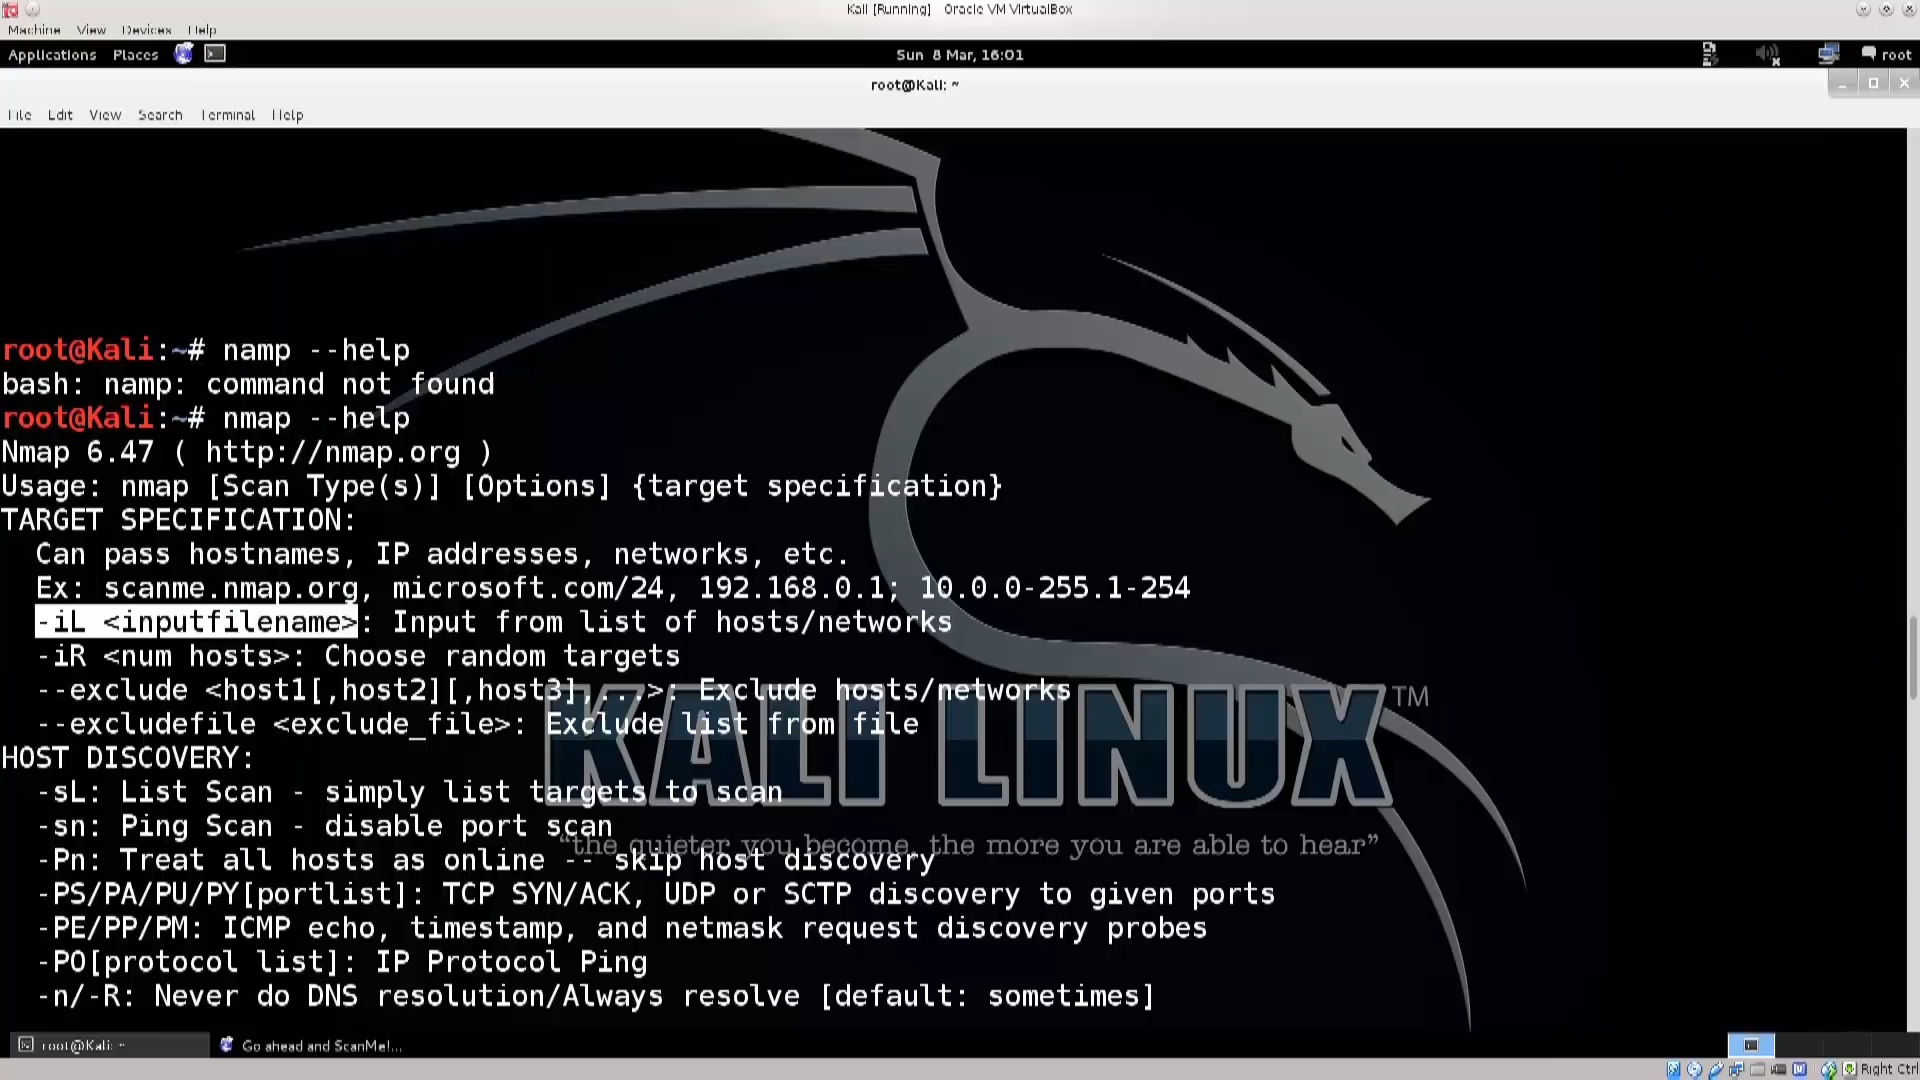 Kali [Running] - Oracle VM VirtualBox
Machine View Devices Help
Applications Places Sun 8 Mar, 16:01 root
root@Kali: ~
File Edit View Search Terminal Help
root@Kali:~# namp --help
bash: namp: command not found
root@Kali:~# nmap --help
Nmap 6.47 ( http://nmap.org )
Usage: nmap [Scan Type(s)] [Options] {target specification}
TARGET SPECIFICATION:
Can pass hostnames, IP addresses, networks, etc.
Ex: scanme.nmap.org, microsoft.com/24, 192.168.0.1; 10.0.0-255.1-254
-iL <inputfilename>: Input from list of hosts/networks
-iR <num hosts>: Choose random targets
--exclude <host1[,host2][,host3],...>: Exclude hosts/networks
--excludefile <exclude_file>: Exclude list from file
HOST DISCOVERY:
-sL: List Scan - simply list targets to scan
-sn: Ping Scan - disable port scan
-Pn: Treat all hosts as online -- skip host discovery
-PS/PA/PU/PY[portlist]: TCP SYN/ACK, UDP or SCTP discovery to given ports
-PE/PP/PM: ICMP echo, timestamp, and netmask request discovery probes
-PO[protocol list]: IP Protocol Ping
-n/-R: Never do DNS resolution/Always resolve [default: sometimes]
KALI LINUX™
“the quieter you become, the more you are able to hear”
root@Kali: ~ Go ahead and ScanMe!...
Right Ctrl